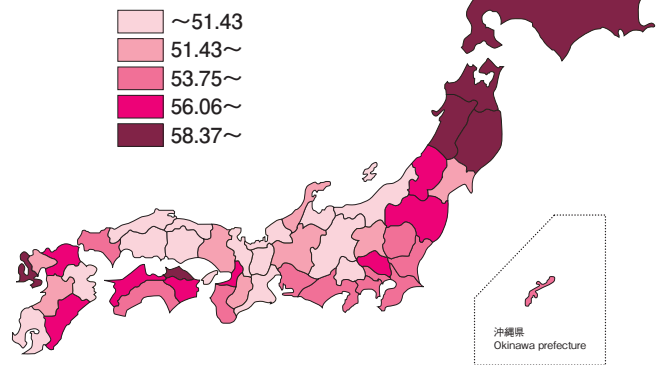 ～51.43
51.43～
53.75～
56.06～
58.37～
沖縄県
Okinawa prefecture